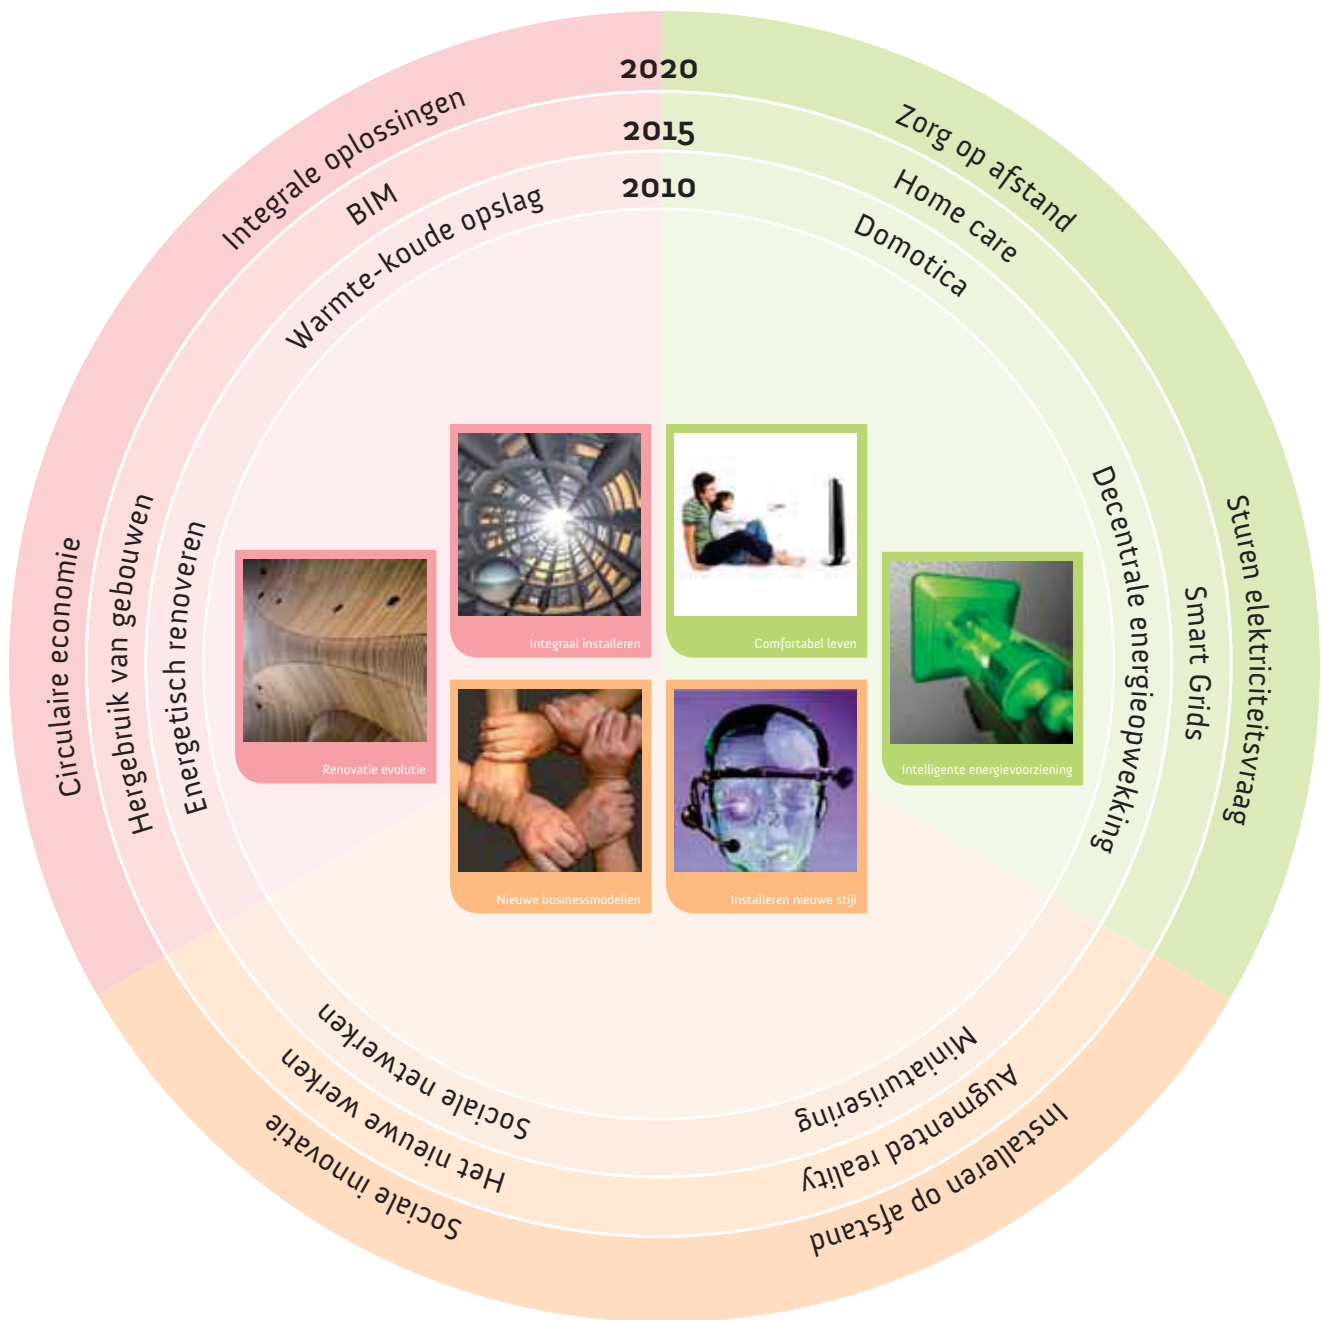 2020
2015
2010
Integrale oplossingen
BIM
Warmte-koude opslag
Zorg op afstand
Home care
Domotica
Circulaire economie
Hergebruik van gebouwen
Energetisch renoveren
Decentrale energieopwekking
Smart Grids
Sturen elektriciteitsvraag
Integraal installeren
Comfortabel leven
Renovatie evolutie
Intelligente energievoorziening
Nieuwe businessmodellen
Installeren nieuwe stijl
Sociale netwerken
Het nieuwe werken
Sociale innovatie
Miniaturisering
Augmented reality
Installeren op afstand